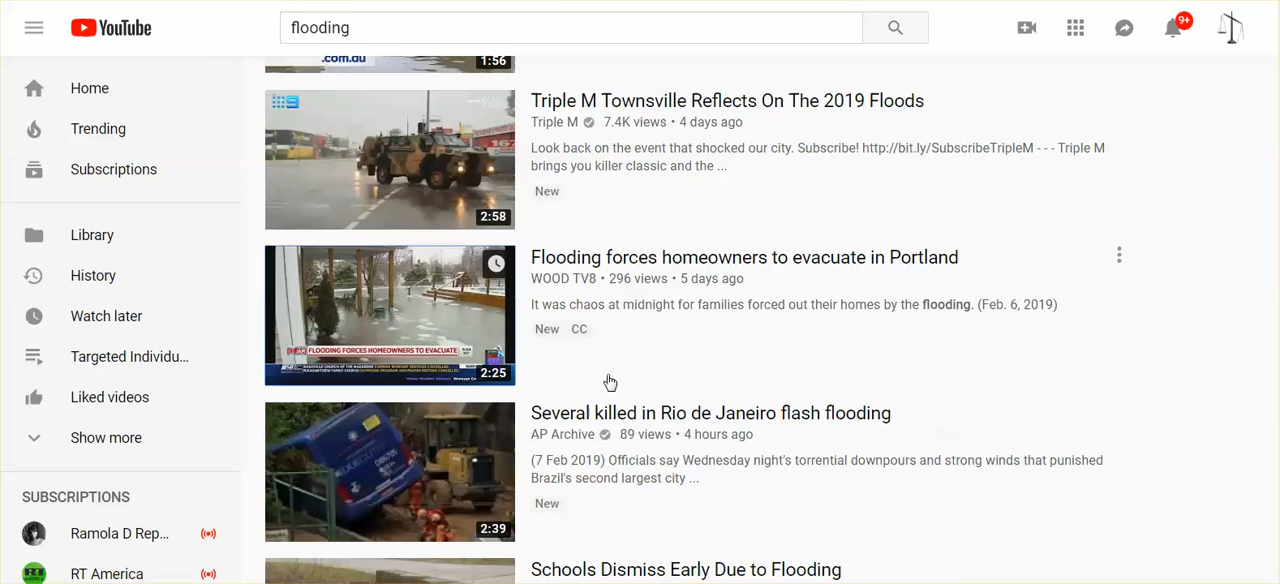 YouTube
flooding
9+
Home
Trending
Subscriptions
Library
History
Watch later
Targeted Individu...
Liked videos
Show more
SUBSCRIPTIONS
Ramola D Rep...
RT America
.com.au
1:56
Triple M Townsville Reflects On The 2019 Floods
Triple M 7.4K views • 4 days ago
Look back on the event that shocked our city. Subscribe! http://bit.ly/SubscribeTripleM - - - Triple M
brings you killer classic and the ...
New
2:58
Flooding forces homeowners to evacuate in Portland
WOOD TV8 • 296 views • 5 days ago
It was chaos at midnight for families forced out their homes by the flooding. (Feb. 6, 2019)
New CC
FLOODING FORCES HOMEOWNERS TO EVACUATE
2:25
Several killed in Rio de Janeiro flash flooding
AP Archive 89 views • 4 hours ago
(7 Feb 2019) Officials say Wednesday night's torrential downpours and strong winds that punished
Brazil's second largest city ...
New
2:39
Schools Dismiss Early Due to Flooding